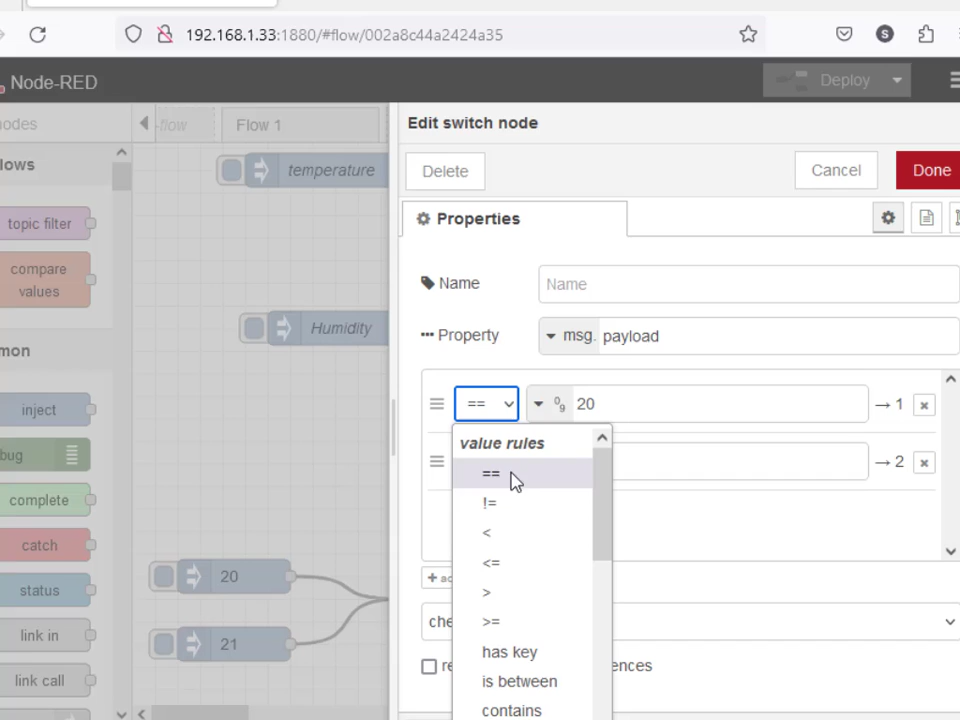 192.168.1.33:1880/#flow/002a8c44a2424a35
S
Node-RED
Deploy
nodes
-flow
Flow 1
Edit switch node
lows
temperature
Delete
Cancel
Done
topic filter
Properties
compare
values
Name
Name
Humidity
Property
msg. payload
mon
inject
==
20
→ 1
value rules
bug
==
→ 2
complete
!=
<
catch
<=
20
>
status
>=
link in
21
has key
link call
is between
contains